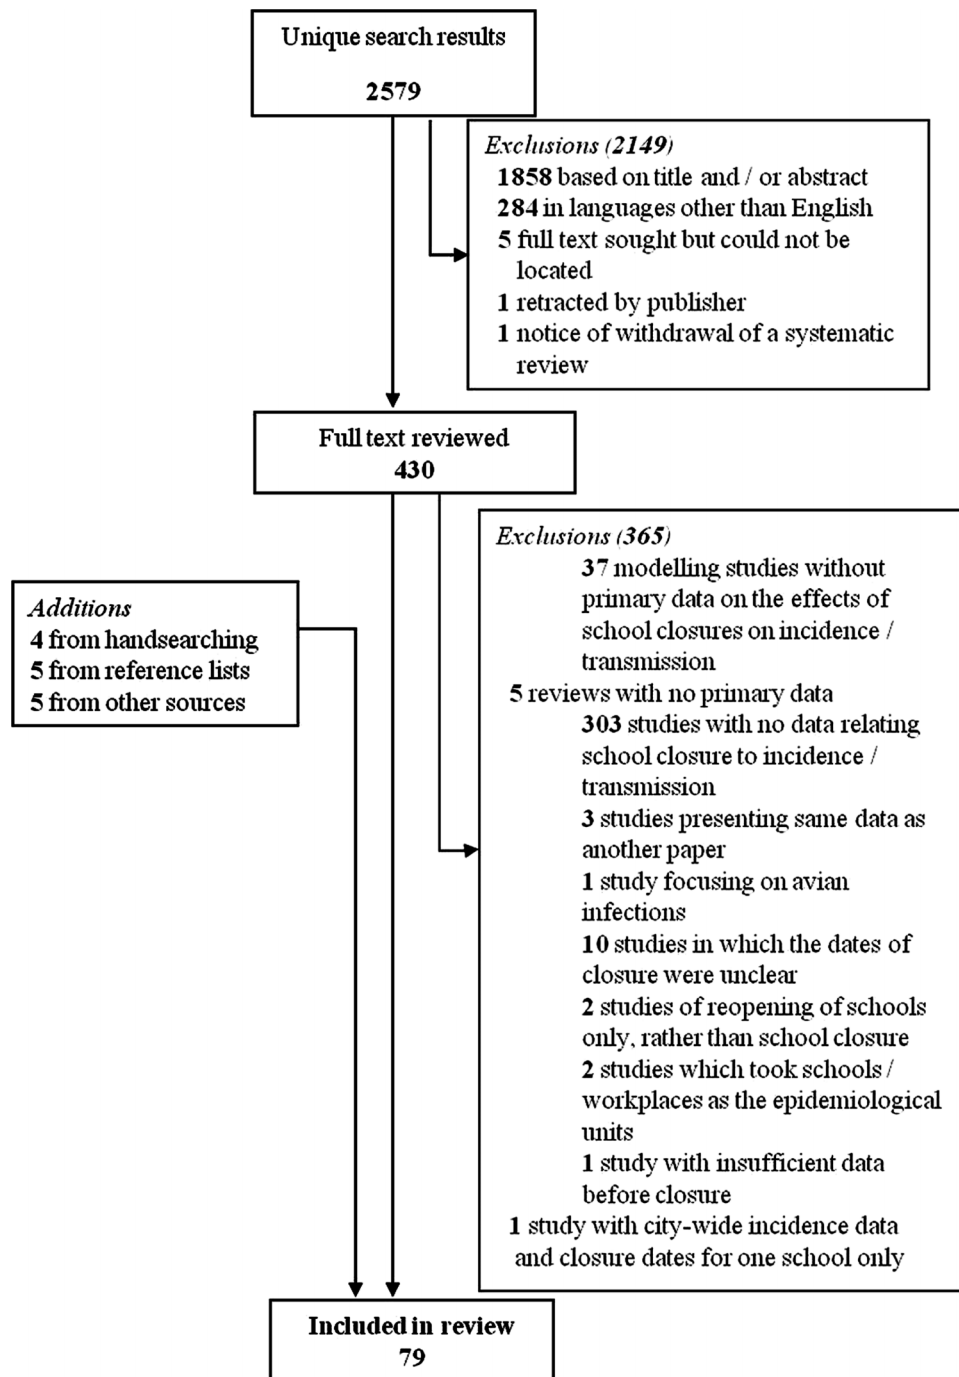 Unique search results
2579
Exclusions (2149)
1858 based on title and / or abstract
284 in languages other than English
5 full text sought but could not be
located
1 retracted by publisher
1 notice of withdrawal of a systematic
review
Full text reviewed
430
Exclusions (365)
37 modelling studies without
primary data on the effects of
school closures on incidence /
transmission
5 reviews with no primary data
303 studies with no data relating
school closure to incidence /
transmission
3 studies presenting same data as
another paper
1 study focusing on avian
infections
10 studies in which the dates of
closure were unclear
2 studies of reopening of schools
only, rather than school closure
2 studies which took schools /
workplaces as the epidemiological
units
1 study with insufficient data
before closure
1 study with city-wide incidence data
and closure dates for one school only
Additions
4 from handsearching
5 from reference lists
5 from other sources
Included in review
79